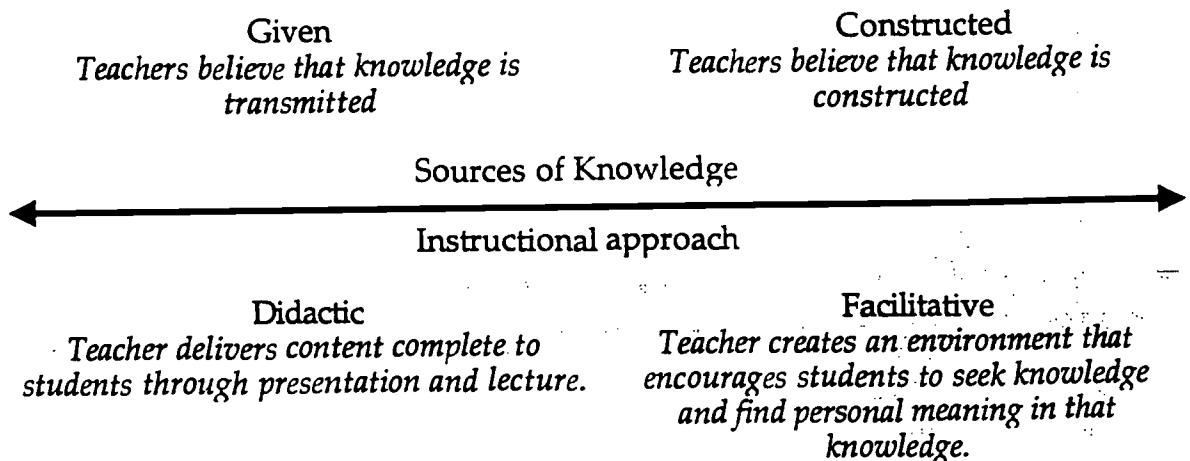 Given
Teachers believe that knowledge is
transmitted
Constructed
Teachers believe that knowledge is
constructed
Sources of Knowledge
Instructional approach
Didactic
Teacher delivers content complete to
students through presentation and lecture.
Facilitative
Teacher creates an environment that
encourages students to seek knowledge
and find personal meaning in that
knowledge.